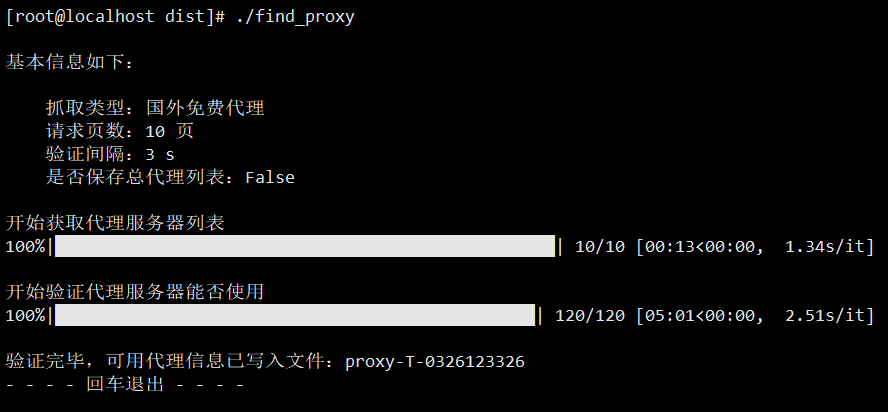 [root@localhost dist]# ./find_proxy
基本信息如下：
抓取类型：国外免费代理
请求页数：10 页
验证间隔：3 s
是否保存总代理列表：False
开始获取代理服务器列表
100%|██████████████████████████████████████████████████| 10/10 [00:13<00:00,  1.34s/it]
开始验证代理服务器能否使用
100%|████████████████████████████████████████████████| 120/120 [05:01<00:00,  2.51s/it]
验证完毕，可用代理信息已写入文件：proxy-T-0326123326
- - - - 回车退出 - - - -